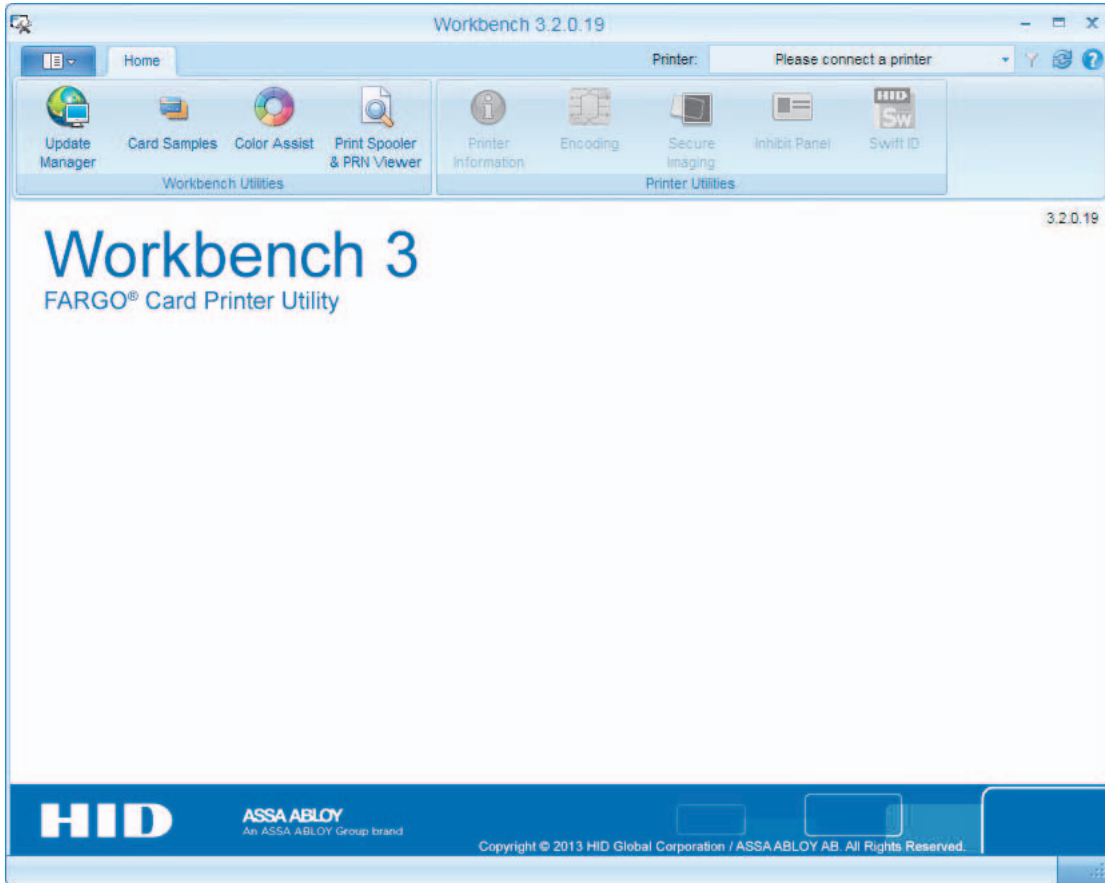 Workbench 3.2.0.19
Home
Printer: Please connect a printer
Update Manager
Card Samples
Color Assist
Print Spooler & PRN Viewer
Printer Information
Encoding
Secure Imaging
Inhibit Panel
HID
Sw
Swift ID
Workbench Utilities
Printer Utilities
3.2.0.19
Workbench 3
FARGO® Card Printer Utility
HID
ASSA ABLOY
An ASSA ABLOY Group brand
Copyright © 2013 HID Global Corporation / ASSA ABLOY AB. All Rights Reserved.